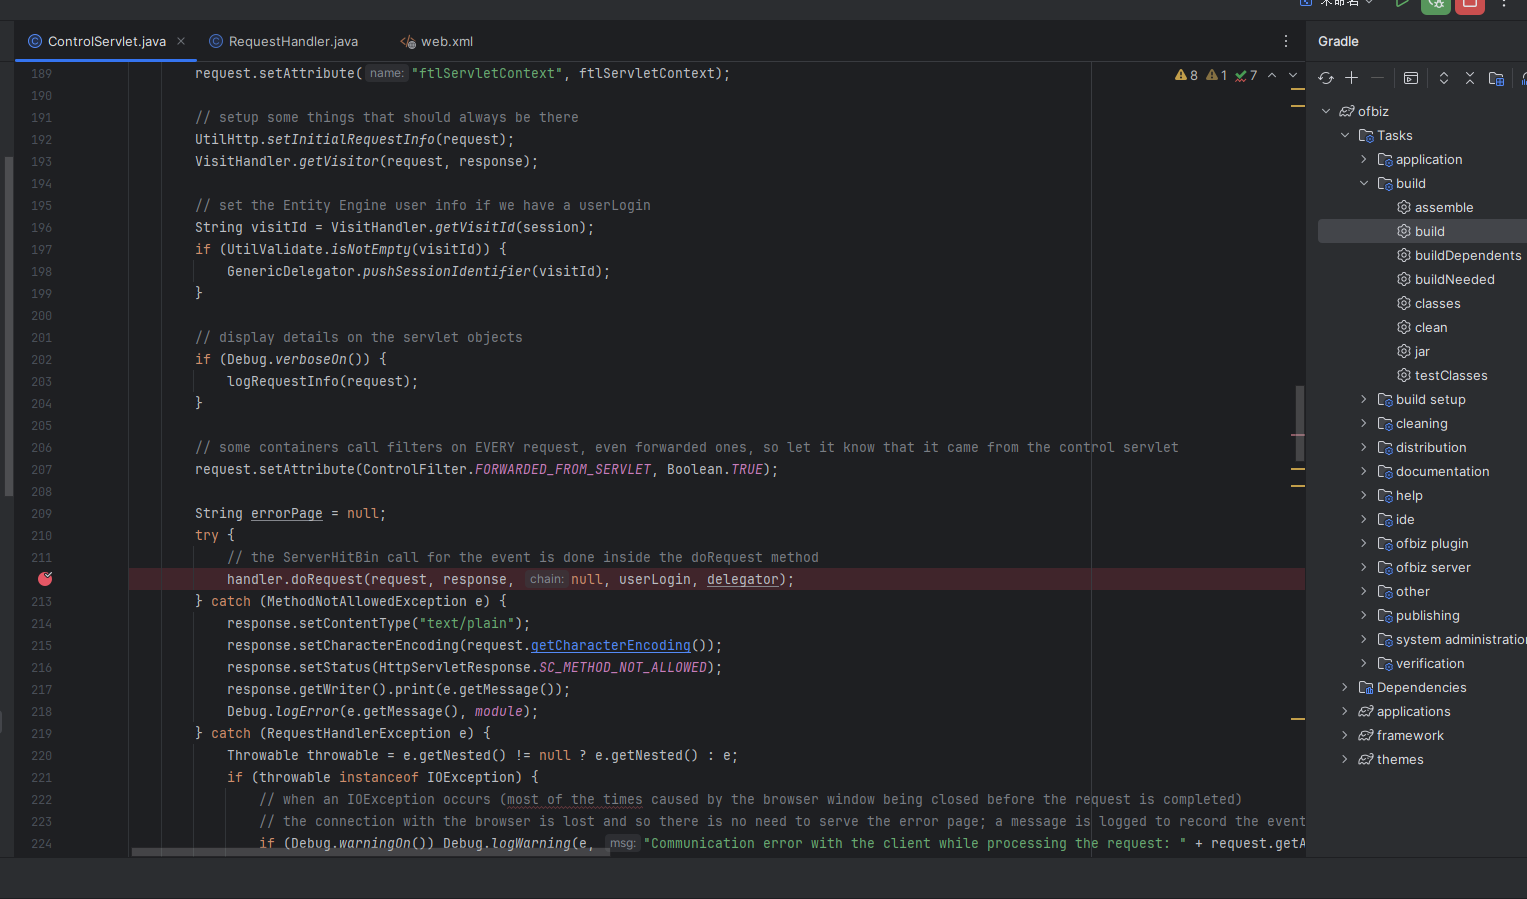 未命名
ControlServlet.java
RequestHandler.java
web.xml
Gradle
8 1 7
189 request.setAttribute( name: "ftlServletContext", ftlServletContext);
190
191 // setup some things that should always be there
192 UtilHttp.setInitialRequestInfo(request);
193 VisitHandler.getVisitor(request, response);
194
195 // set the Entity Engine user info if we have a userLogin
196 String visitId = VisitHandler.getVisitId(session);
197 if (UtilValidate.isNotEmpty(visitId)) {
198 GenericDelegator.pushSessionIdentifier(visitId);
199 }
200
201 // display details on the servlet objects
202 if (Debug.verboseOn()) {
203 logRequestInfo(request);
204 }
205
206 // some containers call filters on EVERY request, even forwarded ones, so let it know that it came from the control servlet
207 request.setAttribute(ControlFilter.FORWARDED_FROM_SERVLET, Boolean.TRUE);
208
209 String errorPage = null;
210 try {
211 // the ServerHitBin call for the event is done inside the doRequest method
handler.doRequest(request, response, chain: null, userLogin, delegator);
213 } catch (MethodNotAllowedException e) {
214 response.setContentType("text/plain");
215 response.setCharacterEncoding(request.getCharacterEncoding());
216 response.setStatus(HttpServletResponse.SC_METHOD_NOT_ALLOWED);
217 response.getWriter().print(e.getMessage());
218 Debug.logError(e.getMessage(), module);
219 } catch (RequestHandlerException e) {
220 Throwable throwable = e.getNested() != null ? e.getNested() : e;
221 if (throwable instanceof IOException) {
222 // when an IOException occurs (most of the times caused by the browser window being closed before the request is completed)
223 // the connection with the browser is lost and so there is no need to serve the error page; a message is logged to record the event
224 if (Debug.warningOn()) Debug.logWarning(e, msg: "Communication error with the client while processing the request: " + request.getA
ofbiz
Tasks
application
build
assemble
build
buildDependents
buildNeeded
classes
clean
jar
testClasses
build setup
cleaning
distribution
documentation
help
ide
ofbiz plugin
ofbiz server
other
publishing
system administration
verification
Dependencies
applications
framework
themes